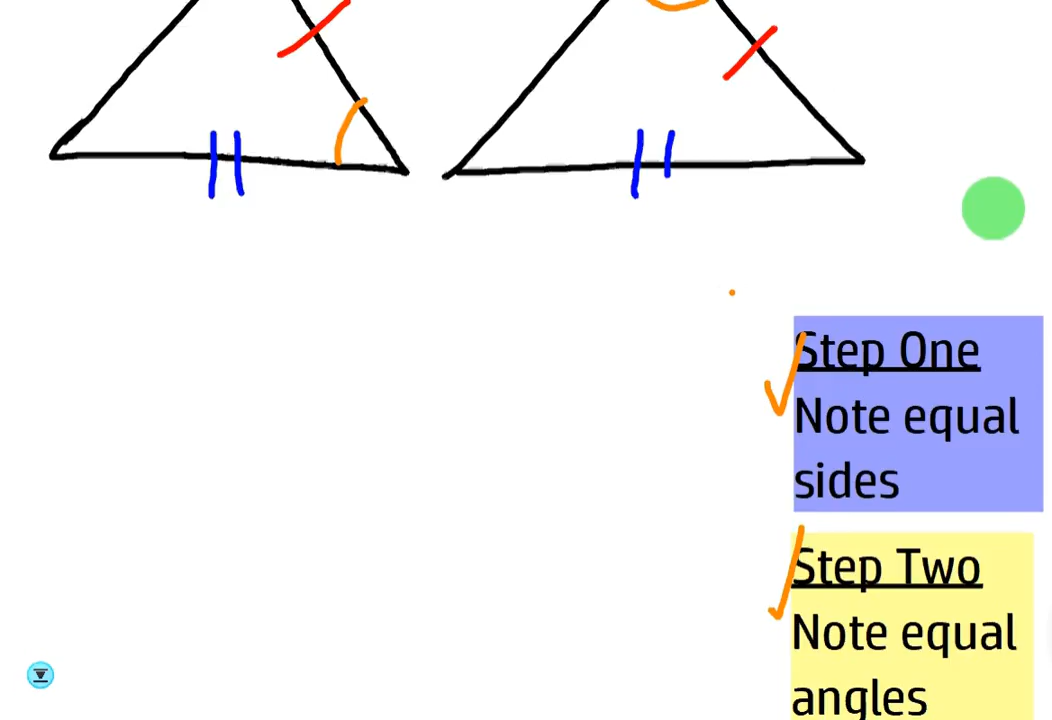 Step One
Note equal
sides
Step Two
Note equal
angles